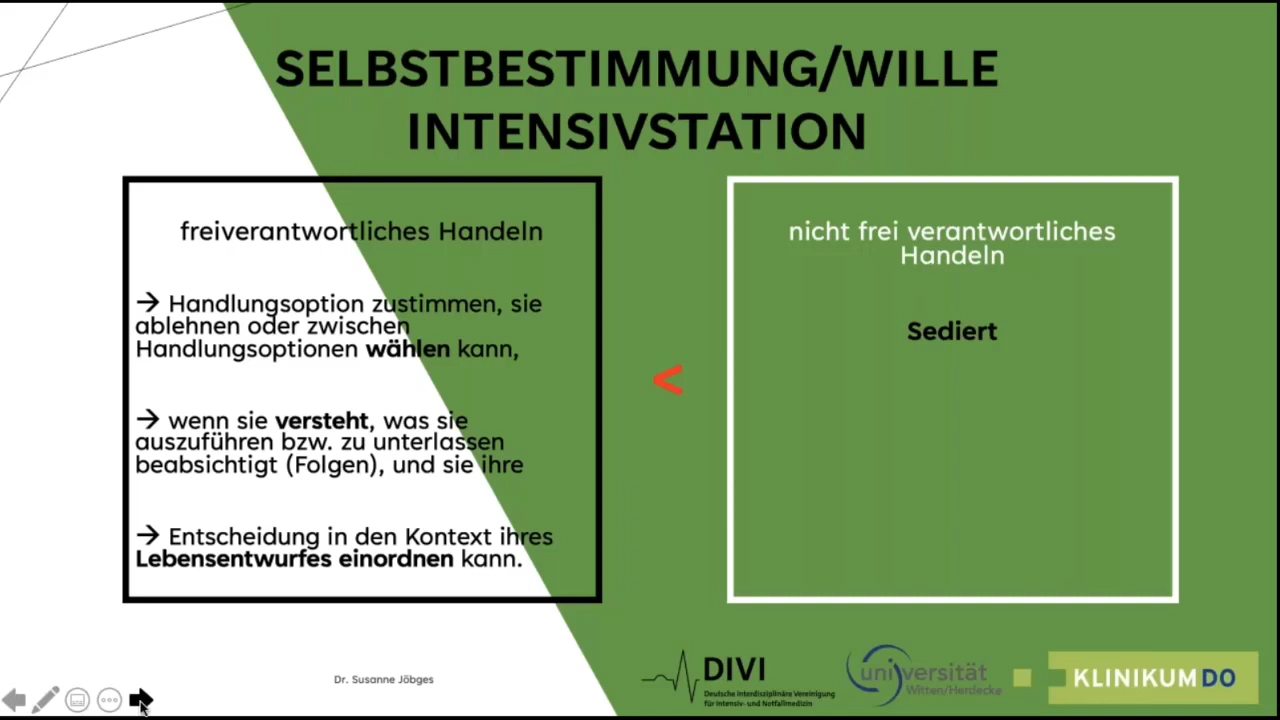 SELBSTBESTIMMUNG/WILLE
INTENSIVSTATION
freiverantwortliches Handeln
→ Handlungsoption zustimmen, sie
ablehnen oder zwischen
Handlungsoptionen wählen kann,
→ wenn sie versteht, was sie
auszuführen bzw. zu unterlassen
beabsichtigt (Folgen), und sie ihre
→ Entscheidung in den Kontext ihres
Lebensentwurfes einordnen kann.
<
nicht frei verantwortliches
Handeln
Sediert
Dr. Susanne Jöbges
DIVI
Deutsche Interdisziplinäre Vereinigung
für Intensiv- und Notfallmedizin
universität
Witten/Herdecke
KLINIKUMDO